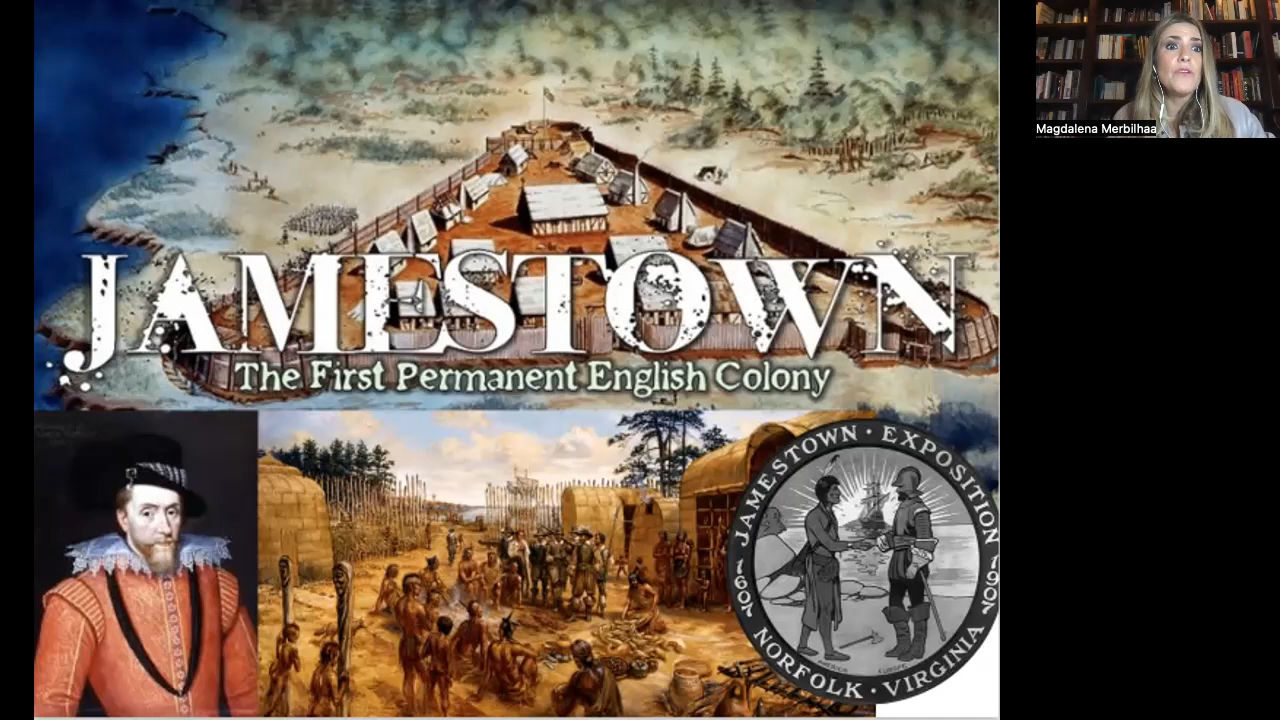 JAMESTOWN
The First Permanent English Colony
JAMESTOWN · EXPOSITION
1607 1907
NORFOLK · VIRGINIA
Magdalena Merbilhaa